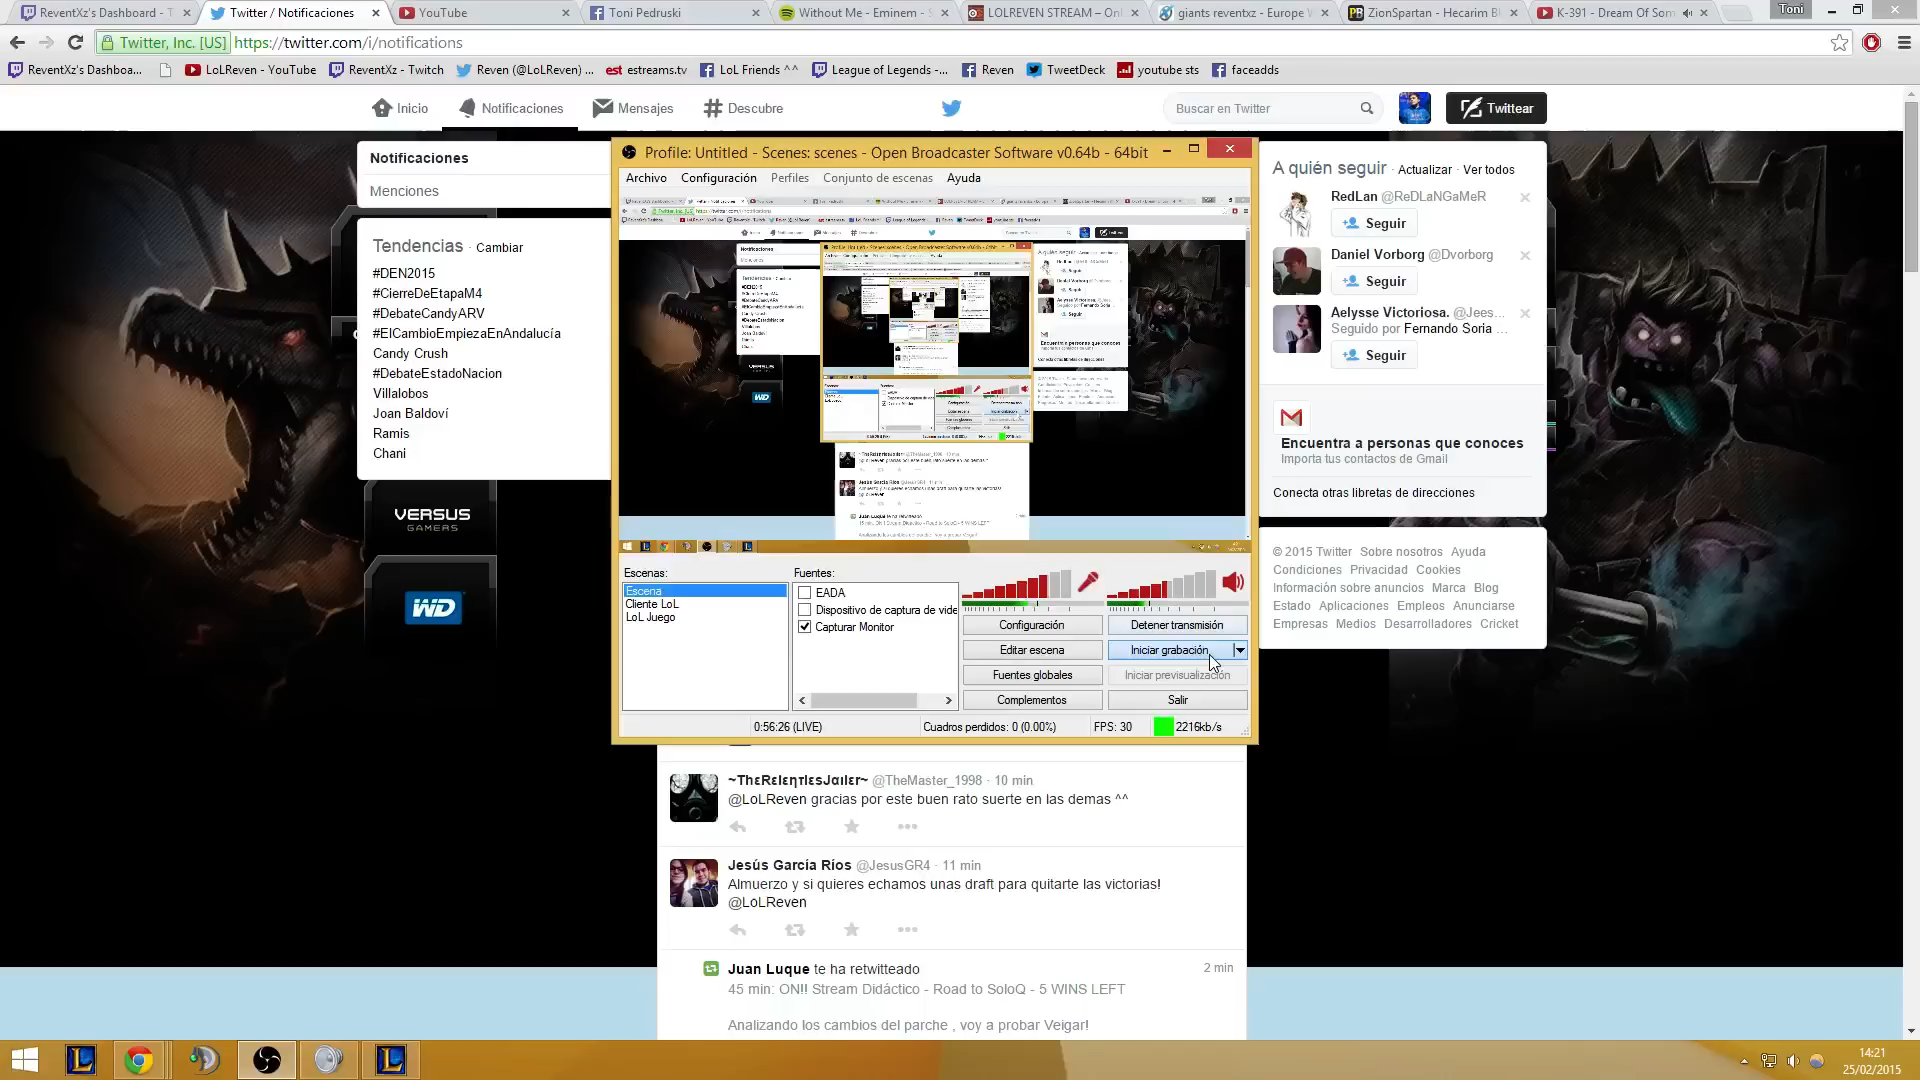 ReventXz's Dashboard - T
Twitter / Notificaciones
YouTube
Toni Pedruski
Without Me - Eminem - S
LOLREVEN STREAM – Onl
giants reventxz - Europe W
ZionSpartan - Hecarim Bl
K-391 - Dream Of Som
Toni
Twitter, Inc. [US]
https://twitter.com/i/notifications
ReventXz's Dashboa...
LoLReven - YouTube
ReventXz - Twitch
Reven (@LoLReven) ...
est estreams.tv
LoL Friends ^^
League of Legends -...
Reven
TweetDeck
youtube sts
faceadds
Inicio
Notificaciones
Mensajes
Descubre
Buscar en Twitter
Twittear
Notificaciones
Menciones
Tendencias · Cambiar
#DEN2015
#CierreDeEtapaM4
#DebateCandyARV
#ElCambioEmpiezaEnAndalucía
Candy Crush
#DebateEstadoNacion
Villalobos
Joan Baldoví
Ramis
Chani
VERSUS
GAMERS
WD
Profile: Untitled - Scenes: scenes - Open Broadcaster Software v0.64b - 64bit
Archivo
Configuración
Perfiles
Conjunto de escenas
Ayuda
Escenas:
Escena
Cliente LoL
LoL Juego
Fuentes:
EADA
Dispositivo de captura de vide
Capturar Monitor
Configuración
Detener transmisión
Editar escena
Iniciar grabación
Fuentes globales
Iniciar previsualización
Complementos
Salir
0:56:26 (LIVE)
Cuadros perdidos: 0 (0.00%)
FPS: 30
2216kb/s
A quién seguir · Actualizar · Ver todos
RedLan @ReDLaNGaMeR
Seguir
Daniel Vorborg @Dvorborg
Seguir
Aelysse Victoriosa. @Jees...
Seguido por Fernando Soria ...
Seguir
Encuentra a personas que conoces
Importa tus contactos de Gmail
Conecta otras libretas de direcciones
© 2015 Twitter Sobre nosotros Ayuda
Condiciones Privacidad Cookies
Información sobre anuncios Marca Blog
Estado Aplicaciones Empleos Anunciarse
Empresas Medios Desarrolladores Cricket
~ThεRεlεηтlεsJαιlεr~ @TheMaster_1998 · 10 min
@LoLReven gracias por este buen rato suerte en las demas ^^
Jesús García Ríos @JesusGR4 · 11 min
Almuerzo y si quieres echamos unas draft para quitarte las victorias!
@LoLReven
Juan Luque te ha retwitteado
2 min
45 min: ON!! Stream Didáctico - Road to SoloQ - 5 WINS LEFT
Analizando los cambios del parche , voy a probar Veigar!
14:21
25/02/2015